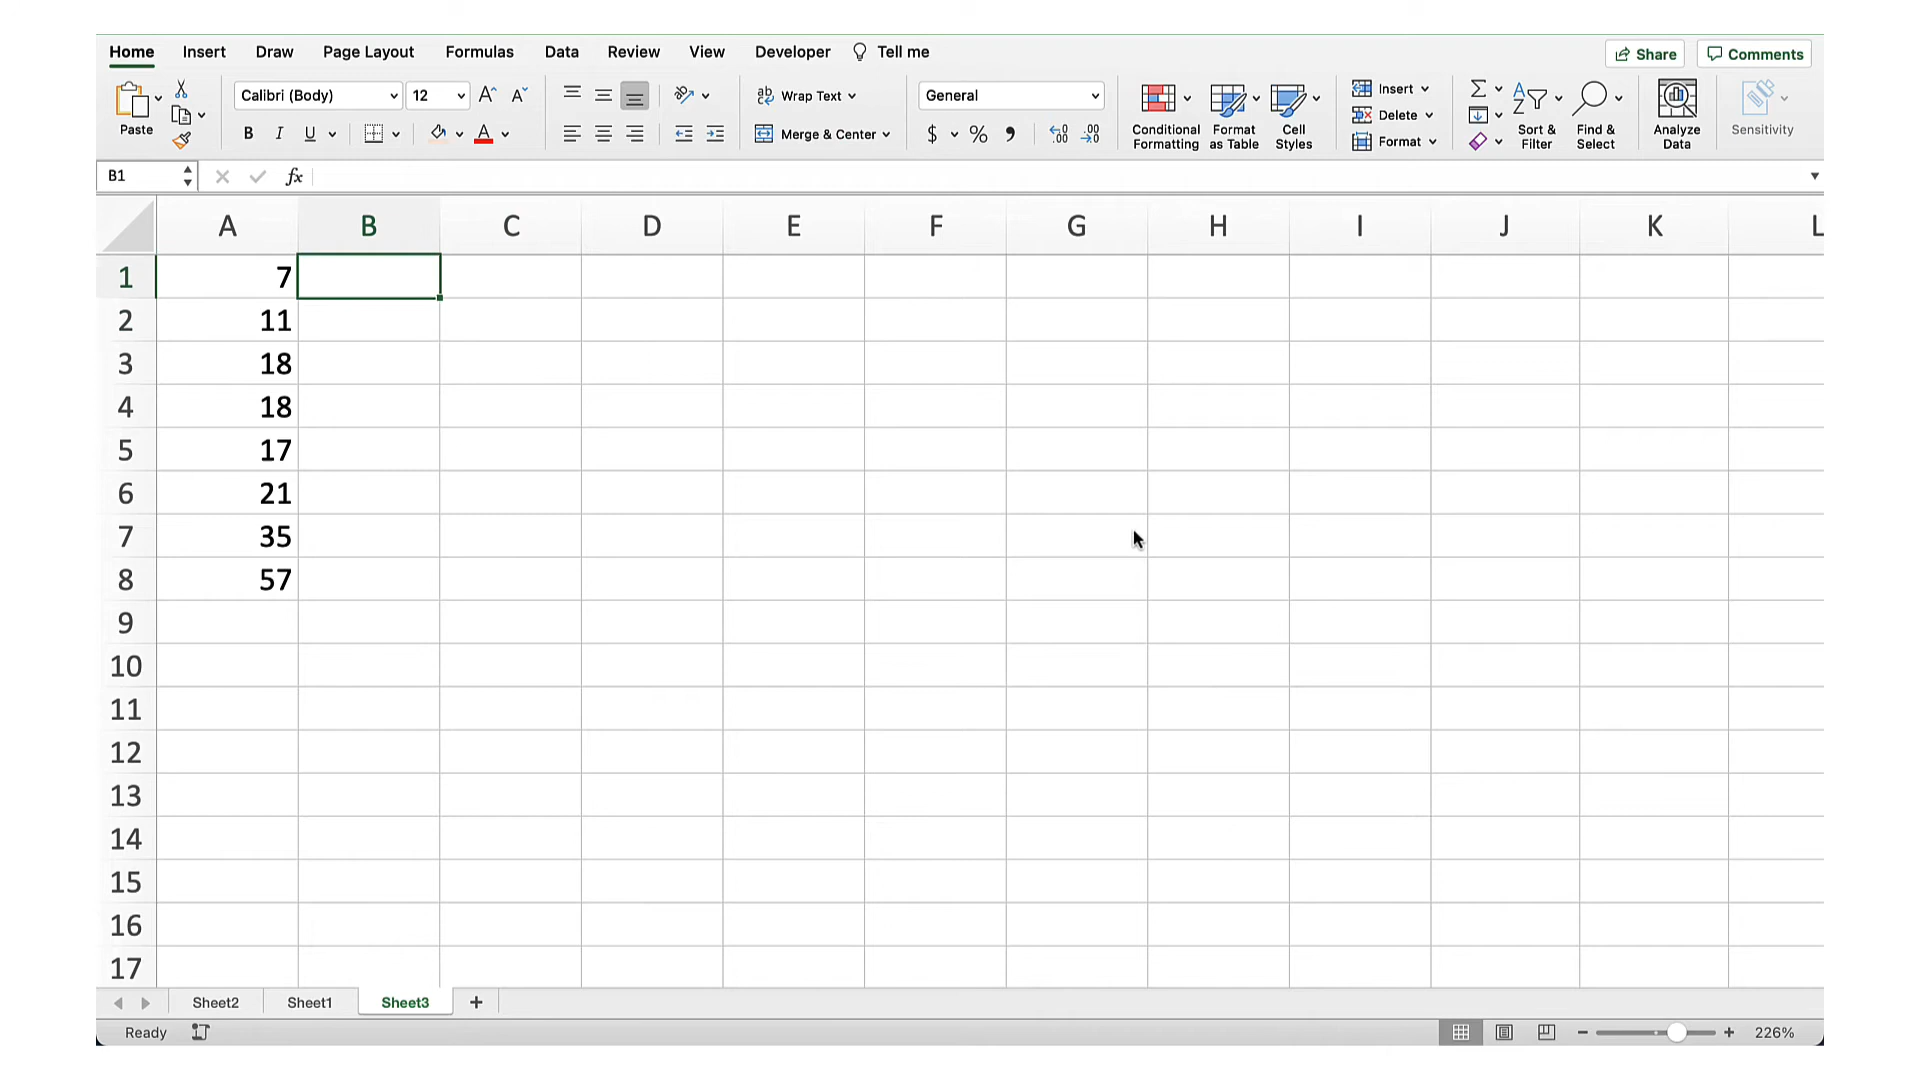 Home Insert Draw Page Layout Formulas Data Review View Developer Tell me Share Comments
Paste Calibri (Body) 12 Wrap Text General Conditional Formatting Format as Table Cell Styles Insert Sort & Filter Find & Select Analyze Data Sensitivity
B I U Merge & Center $ % Delete
Format
B1 fx
A B C D E F G H I J K L
1 7
2 11
3 18
4 18
5 17
6 21
7 35
8 57
9
10
11
12
13
14
15
16
17
Sheet2 Sheet1 Sheet3 +
Ready 226%